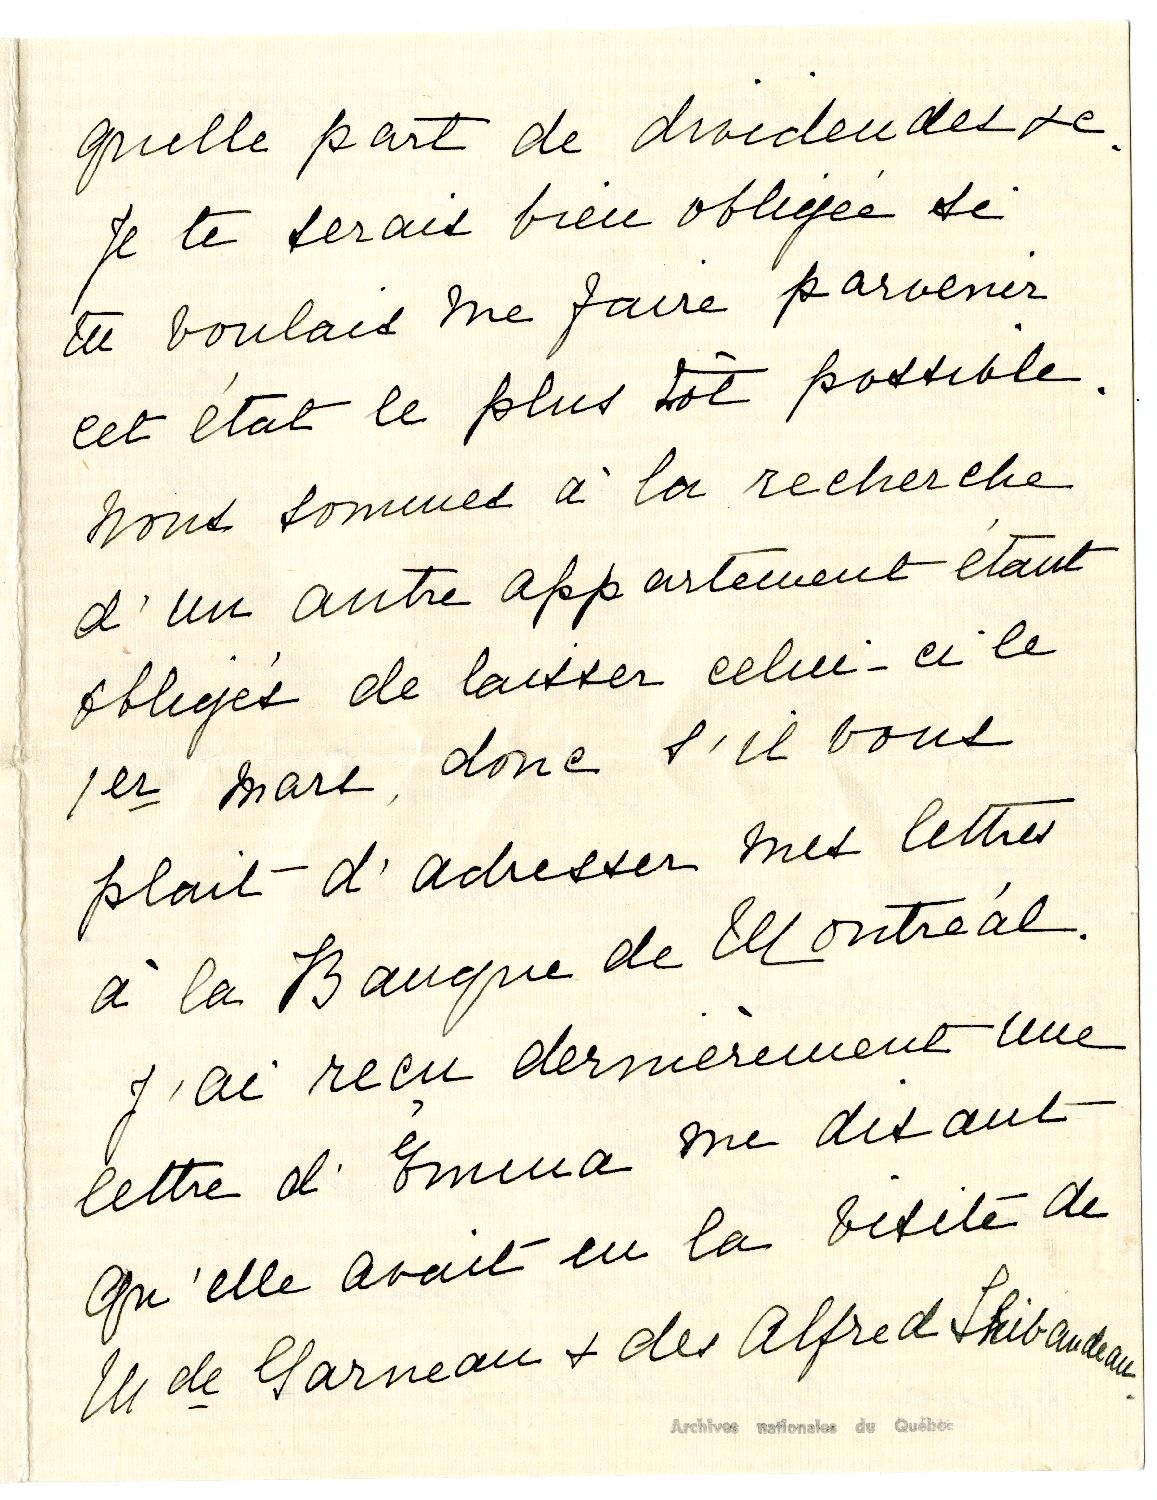 quelle part de dividendes &c.
Je te serais bien obligée si
tu voulais me faire parvenir
cet état le plus tôt possible.
Nous sommes à la recherche
d'un autre appartement étant
obligés de laisser celui-ci le
1er mars, donc s'il vous
plait d'adresser mes lettres
à la Banque de Montréal.
J'ai reçu dernièrement une
lettre d'Emma me disant
qu'elle avait eu la visite de
Mde Garneau & des Alfred Thibaudeau.
Archives nationales du Québec